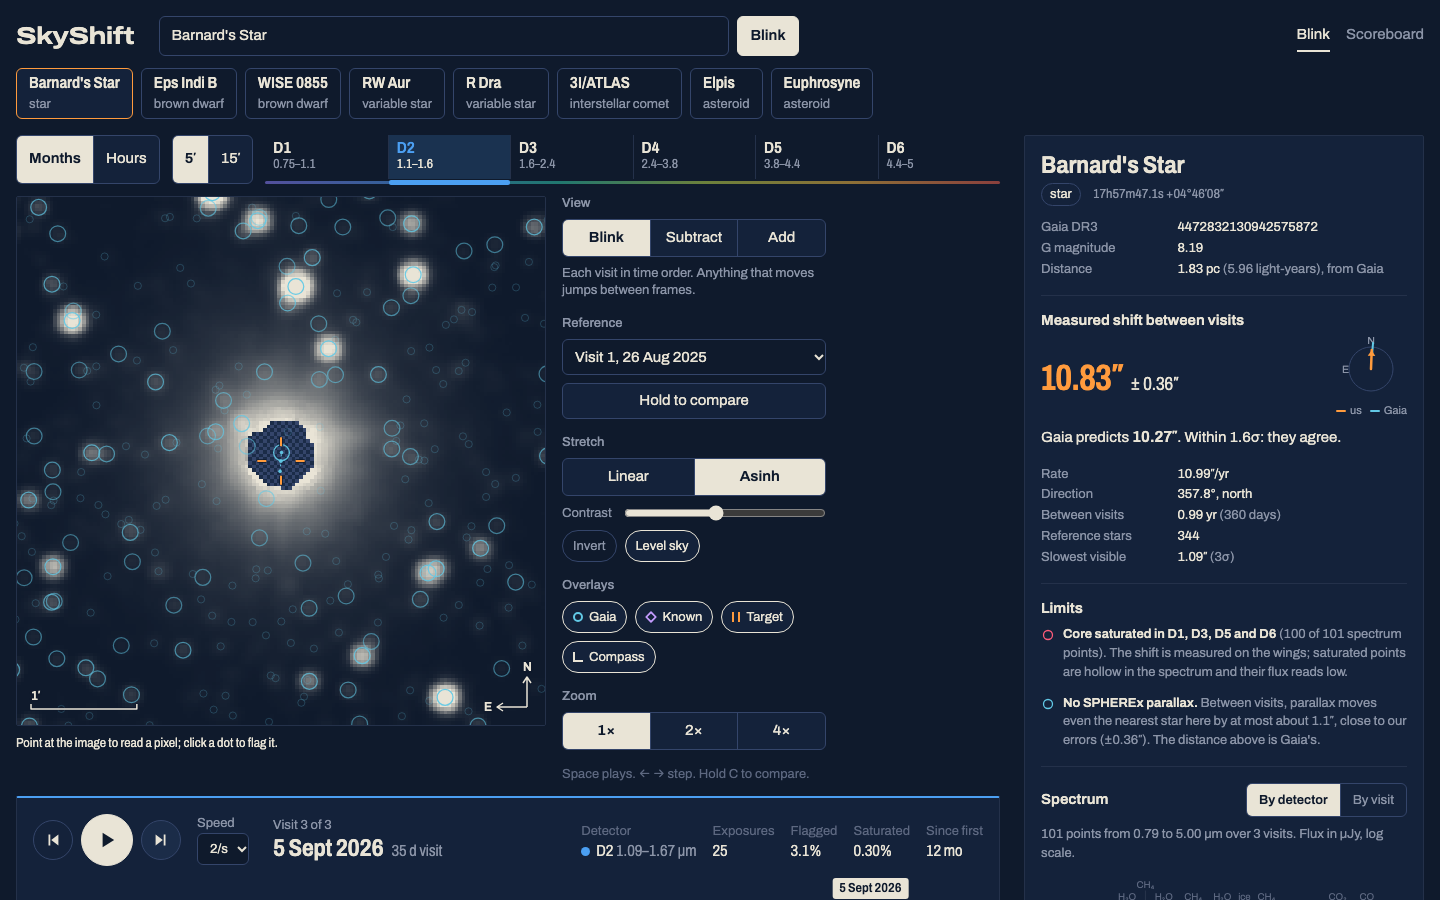 SkyShift
Barnard's Star
Blink
Blink
Scoreboard
Barnard's Star
star
Eps Indi B
brown dwarf
WISE 0855
brown dwarf
RW Aur
variable star
R Dra
variable star
3I/ATLAS
interstellar comet
Elpis
asteroid
Euphrosyne
asteroid
Months
Hours
5′
15′
D1
0.75–1.1
D2
1.1–1.6
D3
1.6–2.4
D4
2.4–3.8
D5
3.8–4.4
D6
4.4–5
1′
N
E
Point at the image to read a pixel; click a dot to flag it.
View
Blink
Subtract
Add
Each visit in time order. Anything that moves
jumps between frames.
Reference
Visit 1, 26 Aug 2025
Hold to compare
Stretch
Linear
Asinh
Contrast
Invert
Level sky
Overlays
Gaia
Known
Target
Compass
Zoom
1×
2×
4×
Space plays. ← → step. Hold C to compare.
Speed
2/s
Visit 3 of 3
5 Sept 2026 35 d visit
Detector
D2 1.09–1.67 µm
Exposures
25
Flagged
3.1%
Saturated
0.30%
Since first
12 mo
5 Sept 2026
Barnard's Star
star
17h57m47.1s +04°46′08″
Gaia DR3 4472832130942575872
G magnitude 8.19
Distance 1.83 pc (5.96 light-years), from Gaia
Measured shift between visits
10.83″ ± 0.36″
N
E
us
Gaia
Gaia predicts 10.27″. Within 1.6σ: they agree.
Rate 10.99″/yr
Direction 357.8°, north
Between visits 0.99 yr (360 days)
Reference stars 344
Slowest visible 1.09″ (3σ)
Limits
Core saturated in D1, D3, D5 and D6 (100 of 101 spectrum
points). The shift is measured on the wings; saturated points
are hollow in the spectrum and their flux reads low.
No SPHEREx parallax. Between visits, parallax moves
even the nearest star here by at most about 1.1″, close to our
errors (±0.36″). The distance above is Gaia's.
Spectrum
By detector
By visit
101 points from 0.79 to 5.00 µm over 3 visits. Flux in µJy, log
scale.
CH₄
H₂O H₂O CH₄ H₂O ice CH₄ CO₂ CO